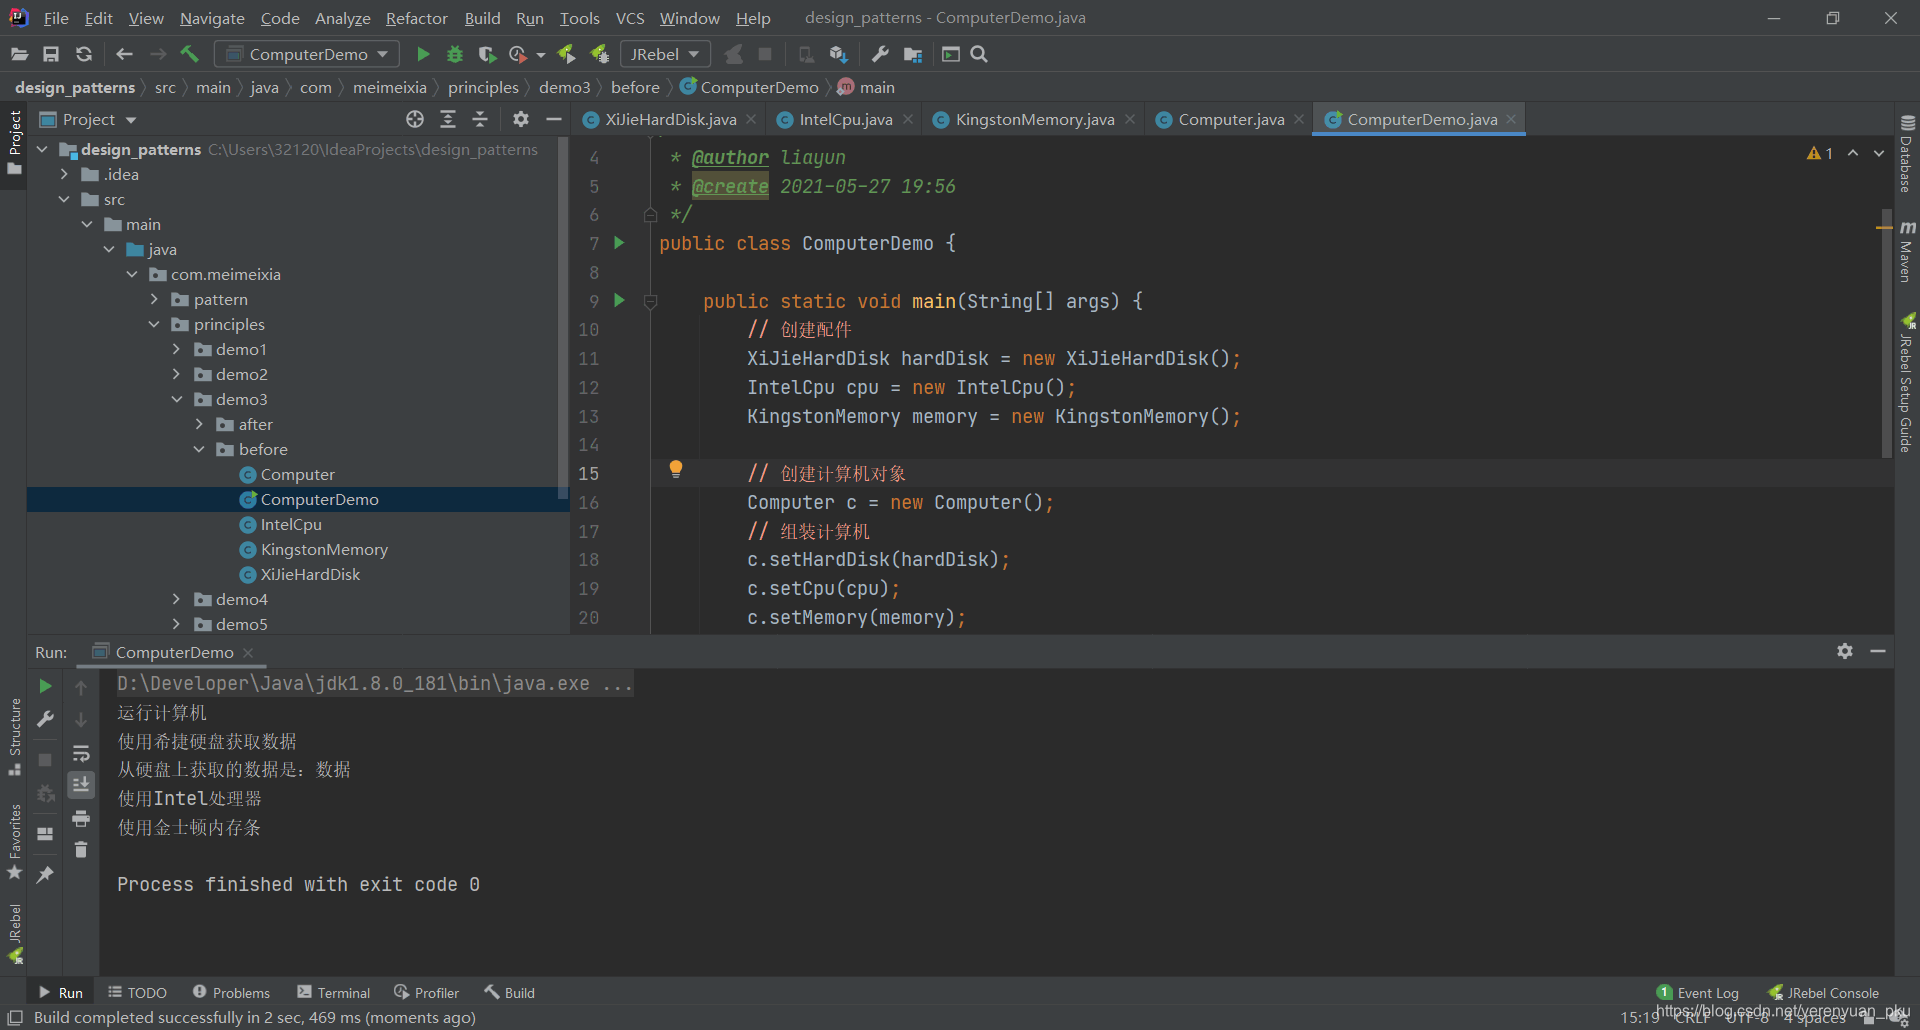 File Edit View Navigate Code Analyze Refactor Build Run Tools VCS Window Help design_patterns - ComputerDemo.java
ComputerDemo JRebel
design_patterns src main java com meimeixia principles demo3 before ComputerDemo main
Project
XiJieHardDisk.java IntelCpu.java KingstonMemory.java Computer.java ComputerDemo.java
design_patterns C:\Users\32120\IdeaProjects\design_patterns
.idea
src
main
java
com.meimeixia
pattern
principles
demo1
demo2
demo3
after
before
Computer
ComputerDemo
IntelCpu
KingstonMemory
XiJieHardDisk
demo4
demo5
4 * @author liayun
5 * @create 2021-05-27 19:56
6 */
7 public class ComputerDemo {
8
9 public static void main(String[] args) {
10 // 创建配件
11 XiJieHardDisk hardDisk = new XiJieHardDisk();
12 IntelCpu cpu = new IntelCpu();
13 KingstonMemory memory = new KingstonMemory();
14
15 // 创建计算机对象
16 Computer c = new Computer();
17 // 组装计算机
18 c.setHardDisk(hardDisk);
19 c.setCpu(cpu);
20 c.setMemory(memory);
1
Project
Structure
Favorites
JRebel
Database
Maven
JRebel Setup Guide
Run: ComputerDemo
D:\Developer\Java\jdk1.8.0_181\bin\java.exe ...
运行计算机
使用希捷硬盘获取数据
从硬盘上获取的数据是：数据
使用Intel处理器
使用金士顿内存条
Process finished with exit code 0
Run TODO Problems Terminal Profiler Build 1 Event Log JRebel Console
Build completed successfully in 2 sec, 469 ms (moments ago) 15:19 CRLF UTF-8 4 spaces
https://blog.csdn.net/yerenyuan_pku